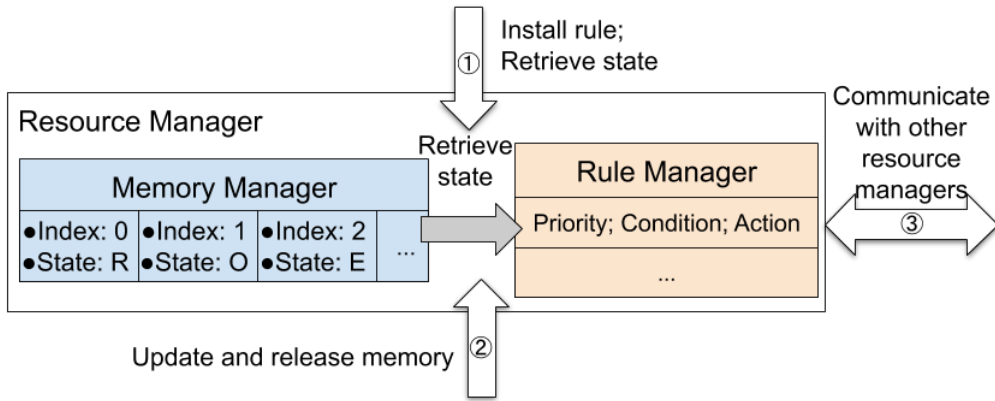 Install rule;
Retrieve state
①
Resource Manager
Retrieve
state
Memory Manager
●Index: 0
●State: R
●Index: 1
●State: O
●Index: 2
●State: E
...
Rule Manager
Priority; Condition; Action
...
Communicate
with other
resource
managers
③
Update and release memory
②